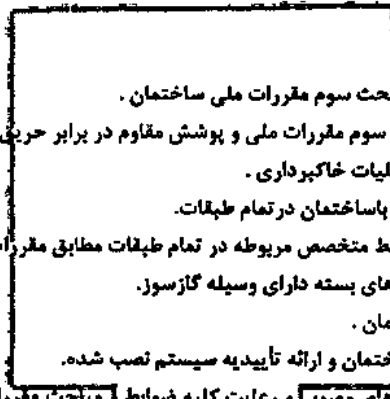 حث سوم مقررات ملی ساختمان .
سوم مقررات ملی و پوشش مقاوم در برابر حریق
لیات خاکبرداری .
باساختمان درتمام طبقات.
ط متخصص مربوطه در تمام طبقات مطابق مقررات
های بسته دارای وسیله گازسوز.
مان .
ختمان و ارائه تأییدیه سیستم نصب شده.
رعایت کلیه ضوابط